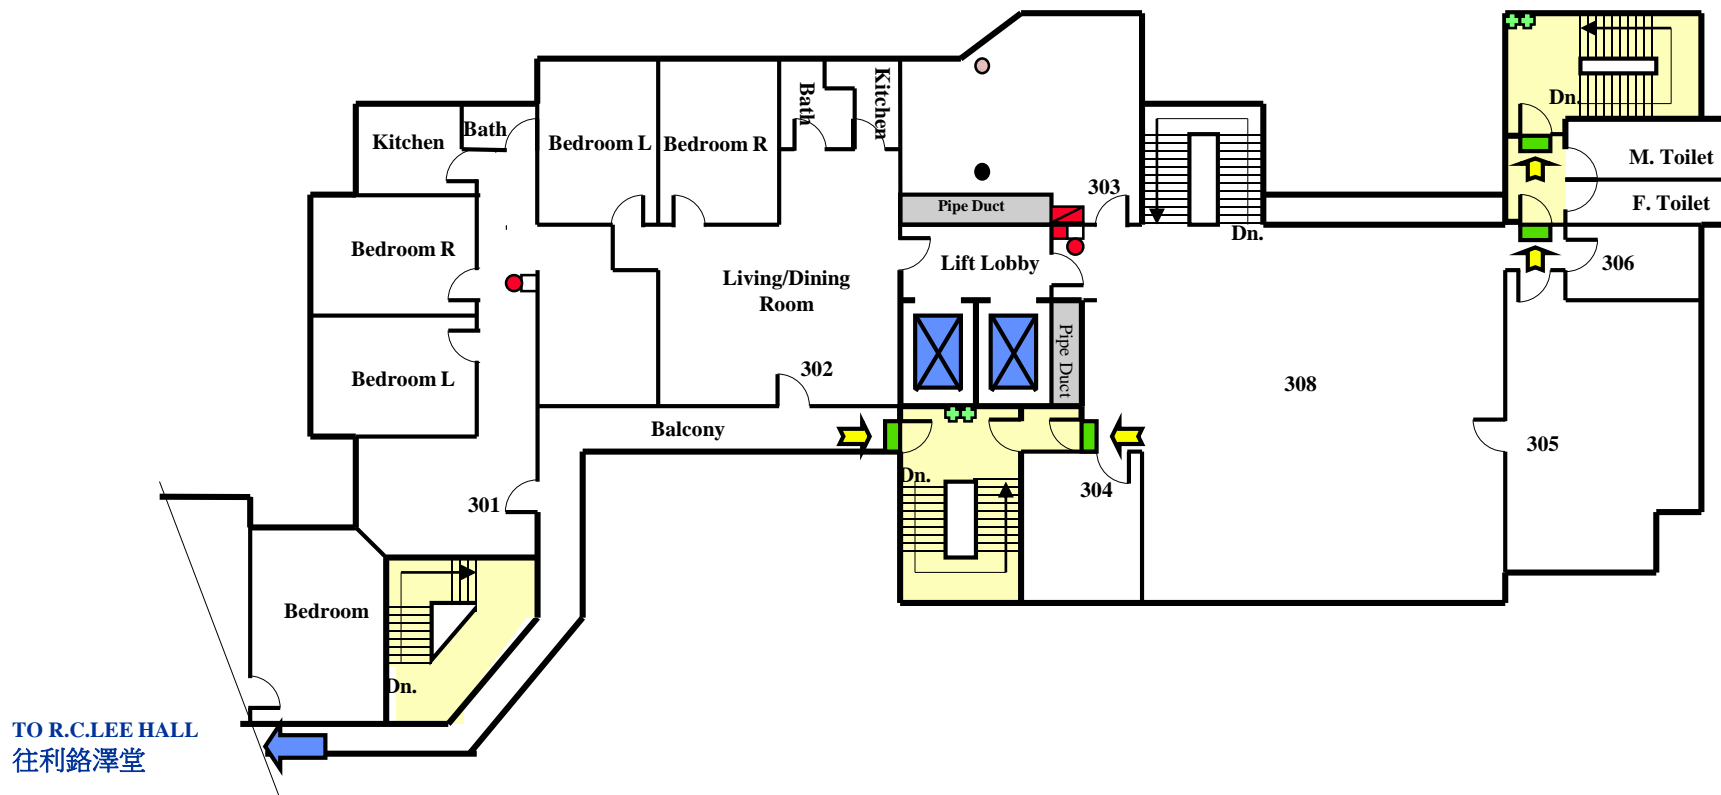 Kitchen
Bath
Bedroom L
Bedroom R
Bath
Kitchen
Dn.
M. Toilet
F. Toilet
Pipe Duct
303
Dn.
Bedroom R
Living/Dining
Room
Lift Lobby
306
Bedroom L
302
Pipe Duct
308
Balcony
305
301
Dn.
304
Bedroom
Dn.
TO R.C.LEE HALL
往利銘澤堂